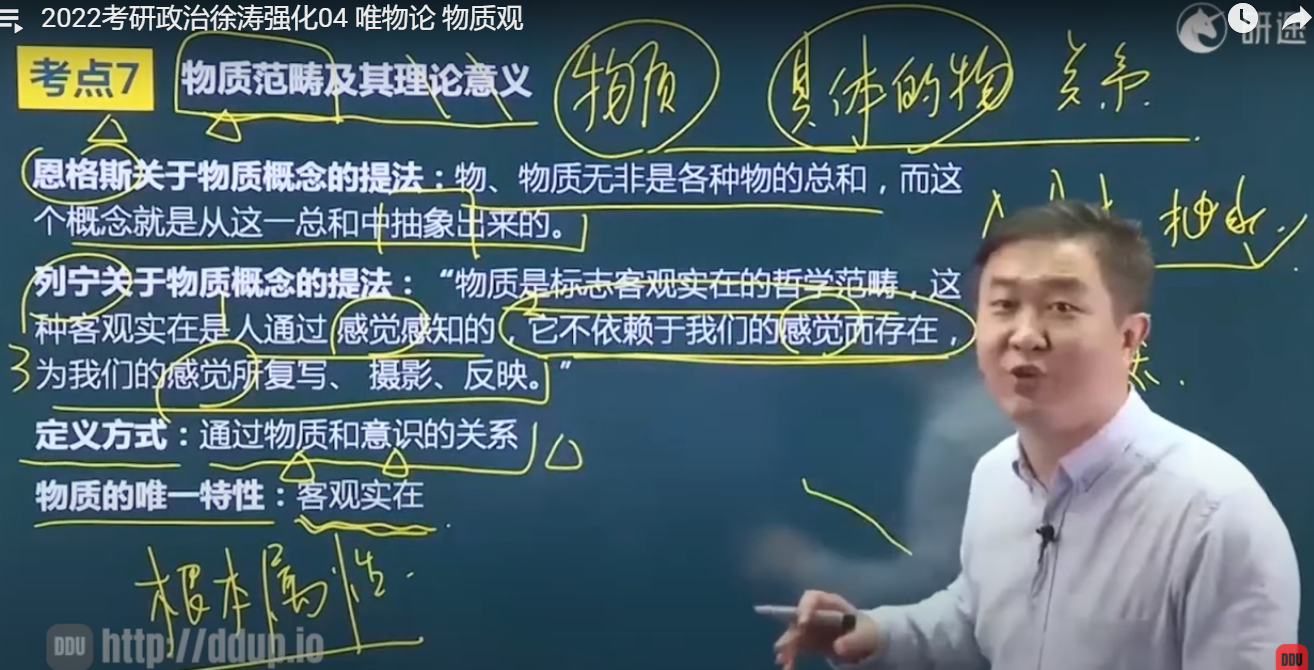 2022考研政治徐涛强化04 唯物论 物质观
研途
考点7 物质范畴及其理论意义
物质 具体的物 关系
抽象
恩格斯关于物质概念的提法：物、物质无非是各种物的总和，而这
个概念就是从这一总和中抽象出来的。
列宁关于物质概念的提法：“物质是标志客观实在的哲学范畴，这
种客观实在是人通过 感觉感知的，它不依赖于我们的感觉而存在，
3 为我们的感觉所复写、 摄影、反映。”
定义方式：通过物质和意识的关系
物质的唯一特性：客观实在
根本属性
DDU http://ddup.io
DDU